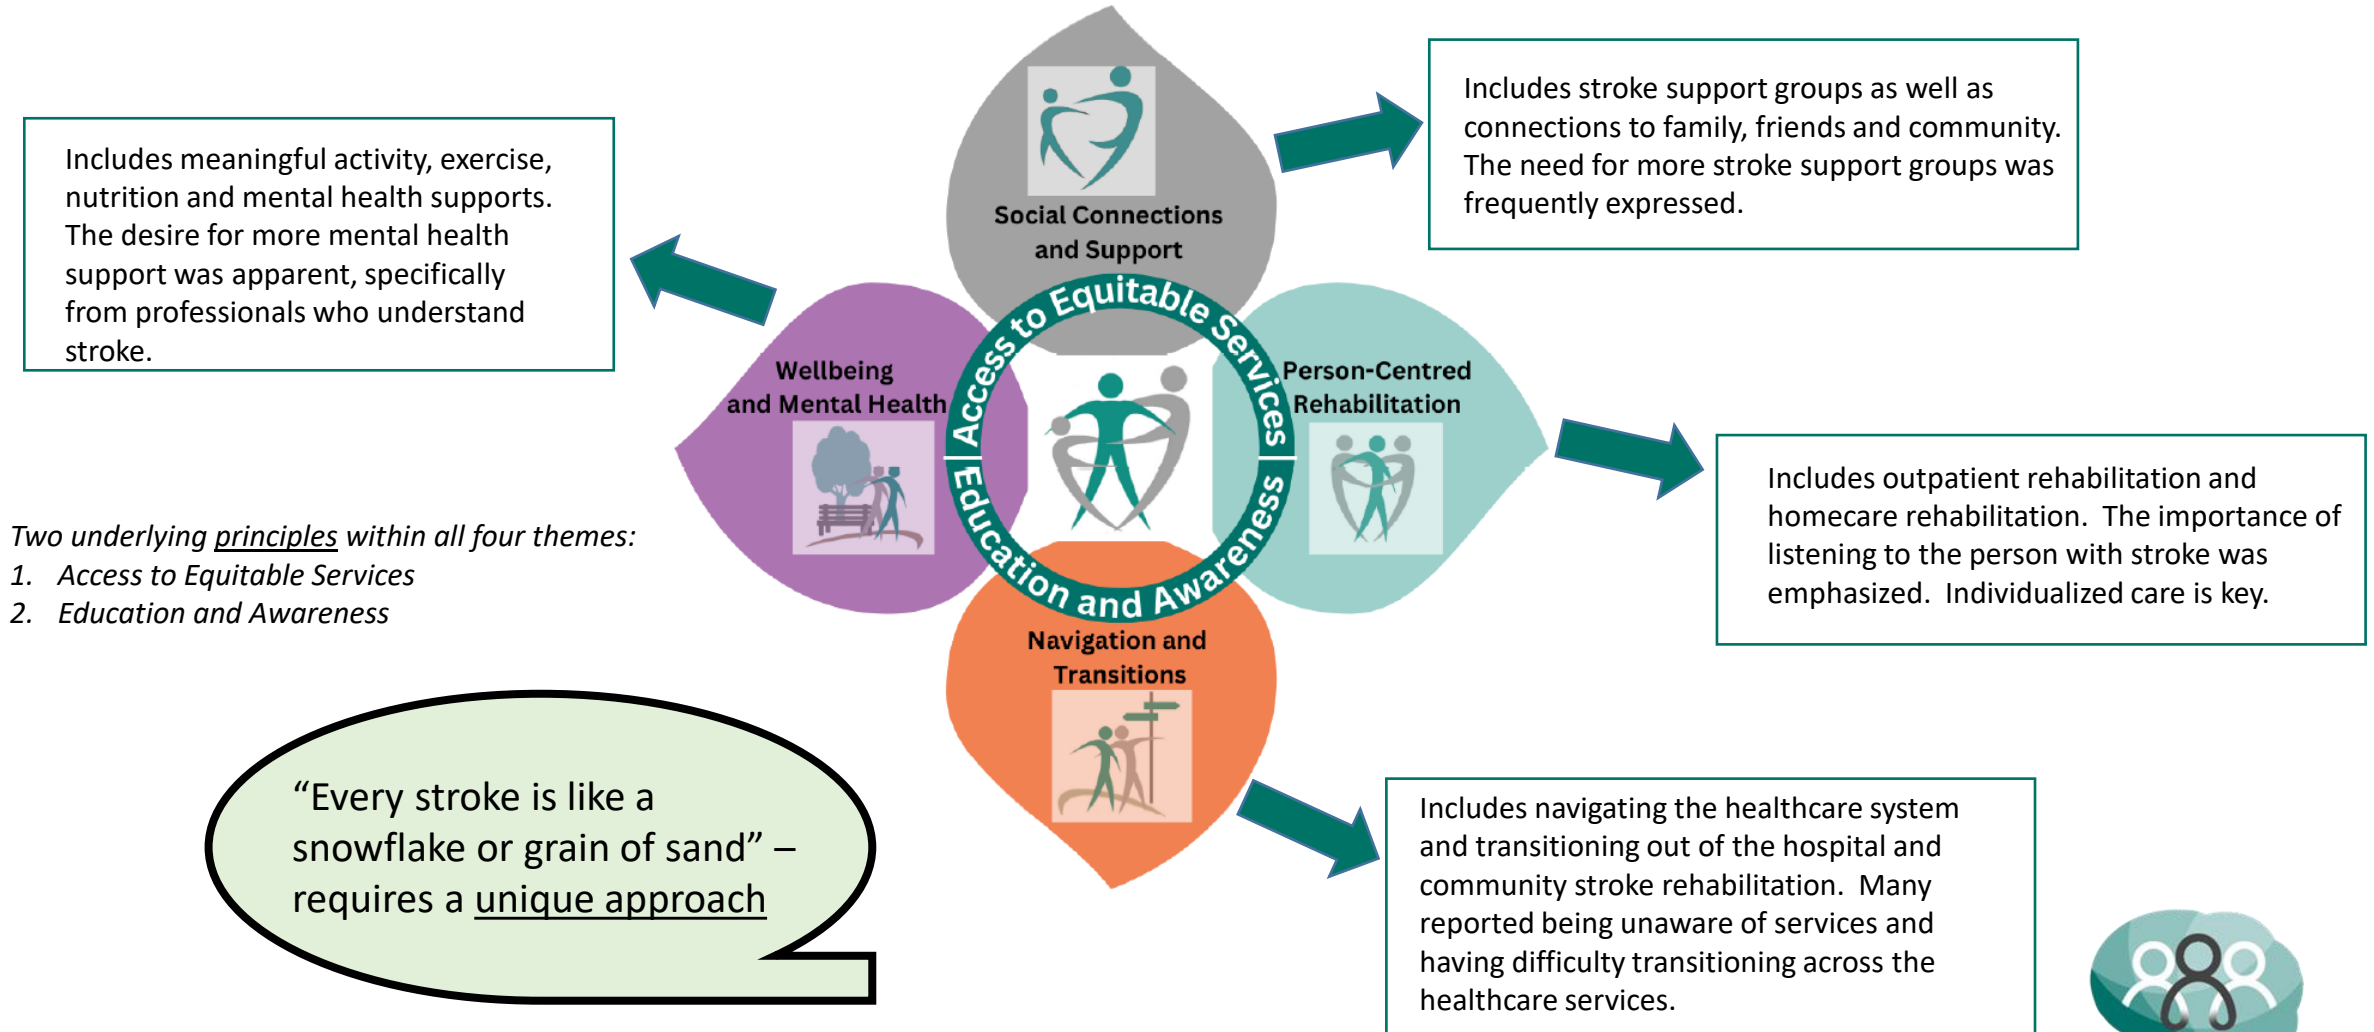 Includes meaningful activity, exercise,
nutrition and mental health supports.
The desire for more mental health
support was apparent, specifically
from professionals who understand
stroke.
Includes stroke support groups as well as
connections to family, friends and community.
The need for more stroke support groups was
frequently expressed.
Social Connections
and Support
Access to Equitable Services
Education and Awareness
Wellbeing
and Mental Health
Person-Centred
Rehabilitation
Includes outpatient rehabilitation and
homecare rehabilitation. The importance of
listening to the person with stroke was
emphasized. Individualized care is key.
Two underlying principles within all four themes:
1. Access to Equitable Services
2. Education and Awareness
Navigation and
Transitions
"Every stroke is like a
snowflake or grain of sand" –
requires a unique approach
Includes navigating the healthcare system
and transitioning out of the hospital and
community stroke rehabilitation. Many
reported being unaware of services and
having difficulty transitioning across the
healthcare services.